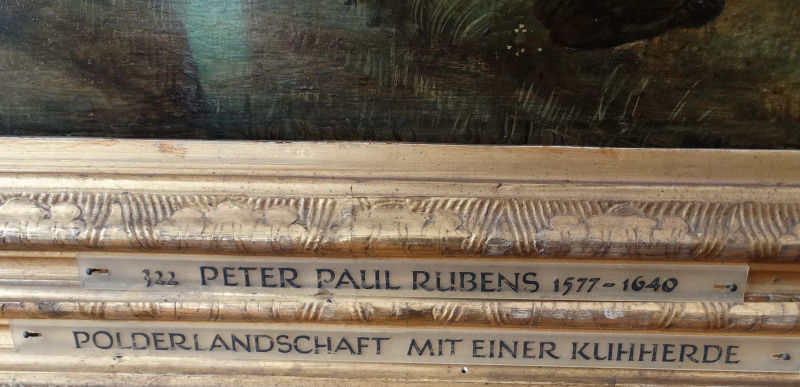 322 PETER PAUL RUBENS 1577-1640
POLDERLANDSCHAFT MIT EINER KUHHERDE